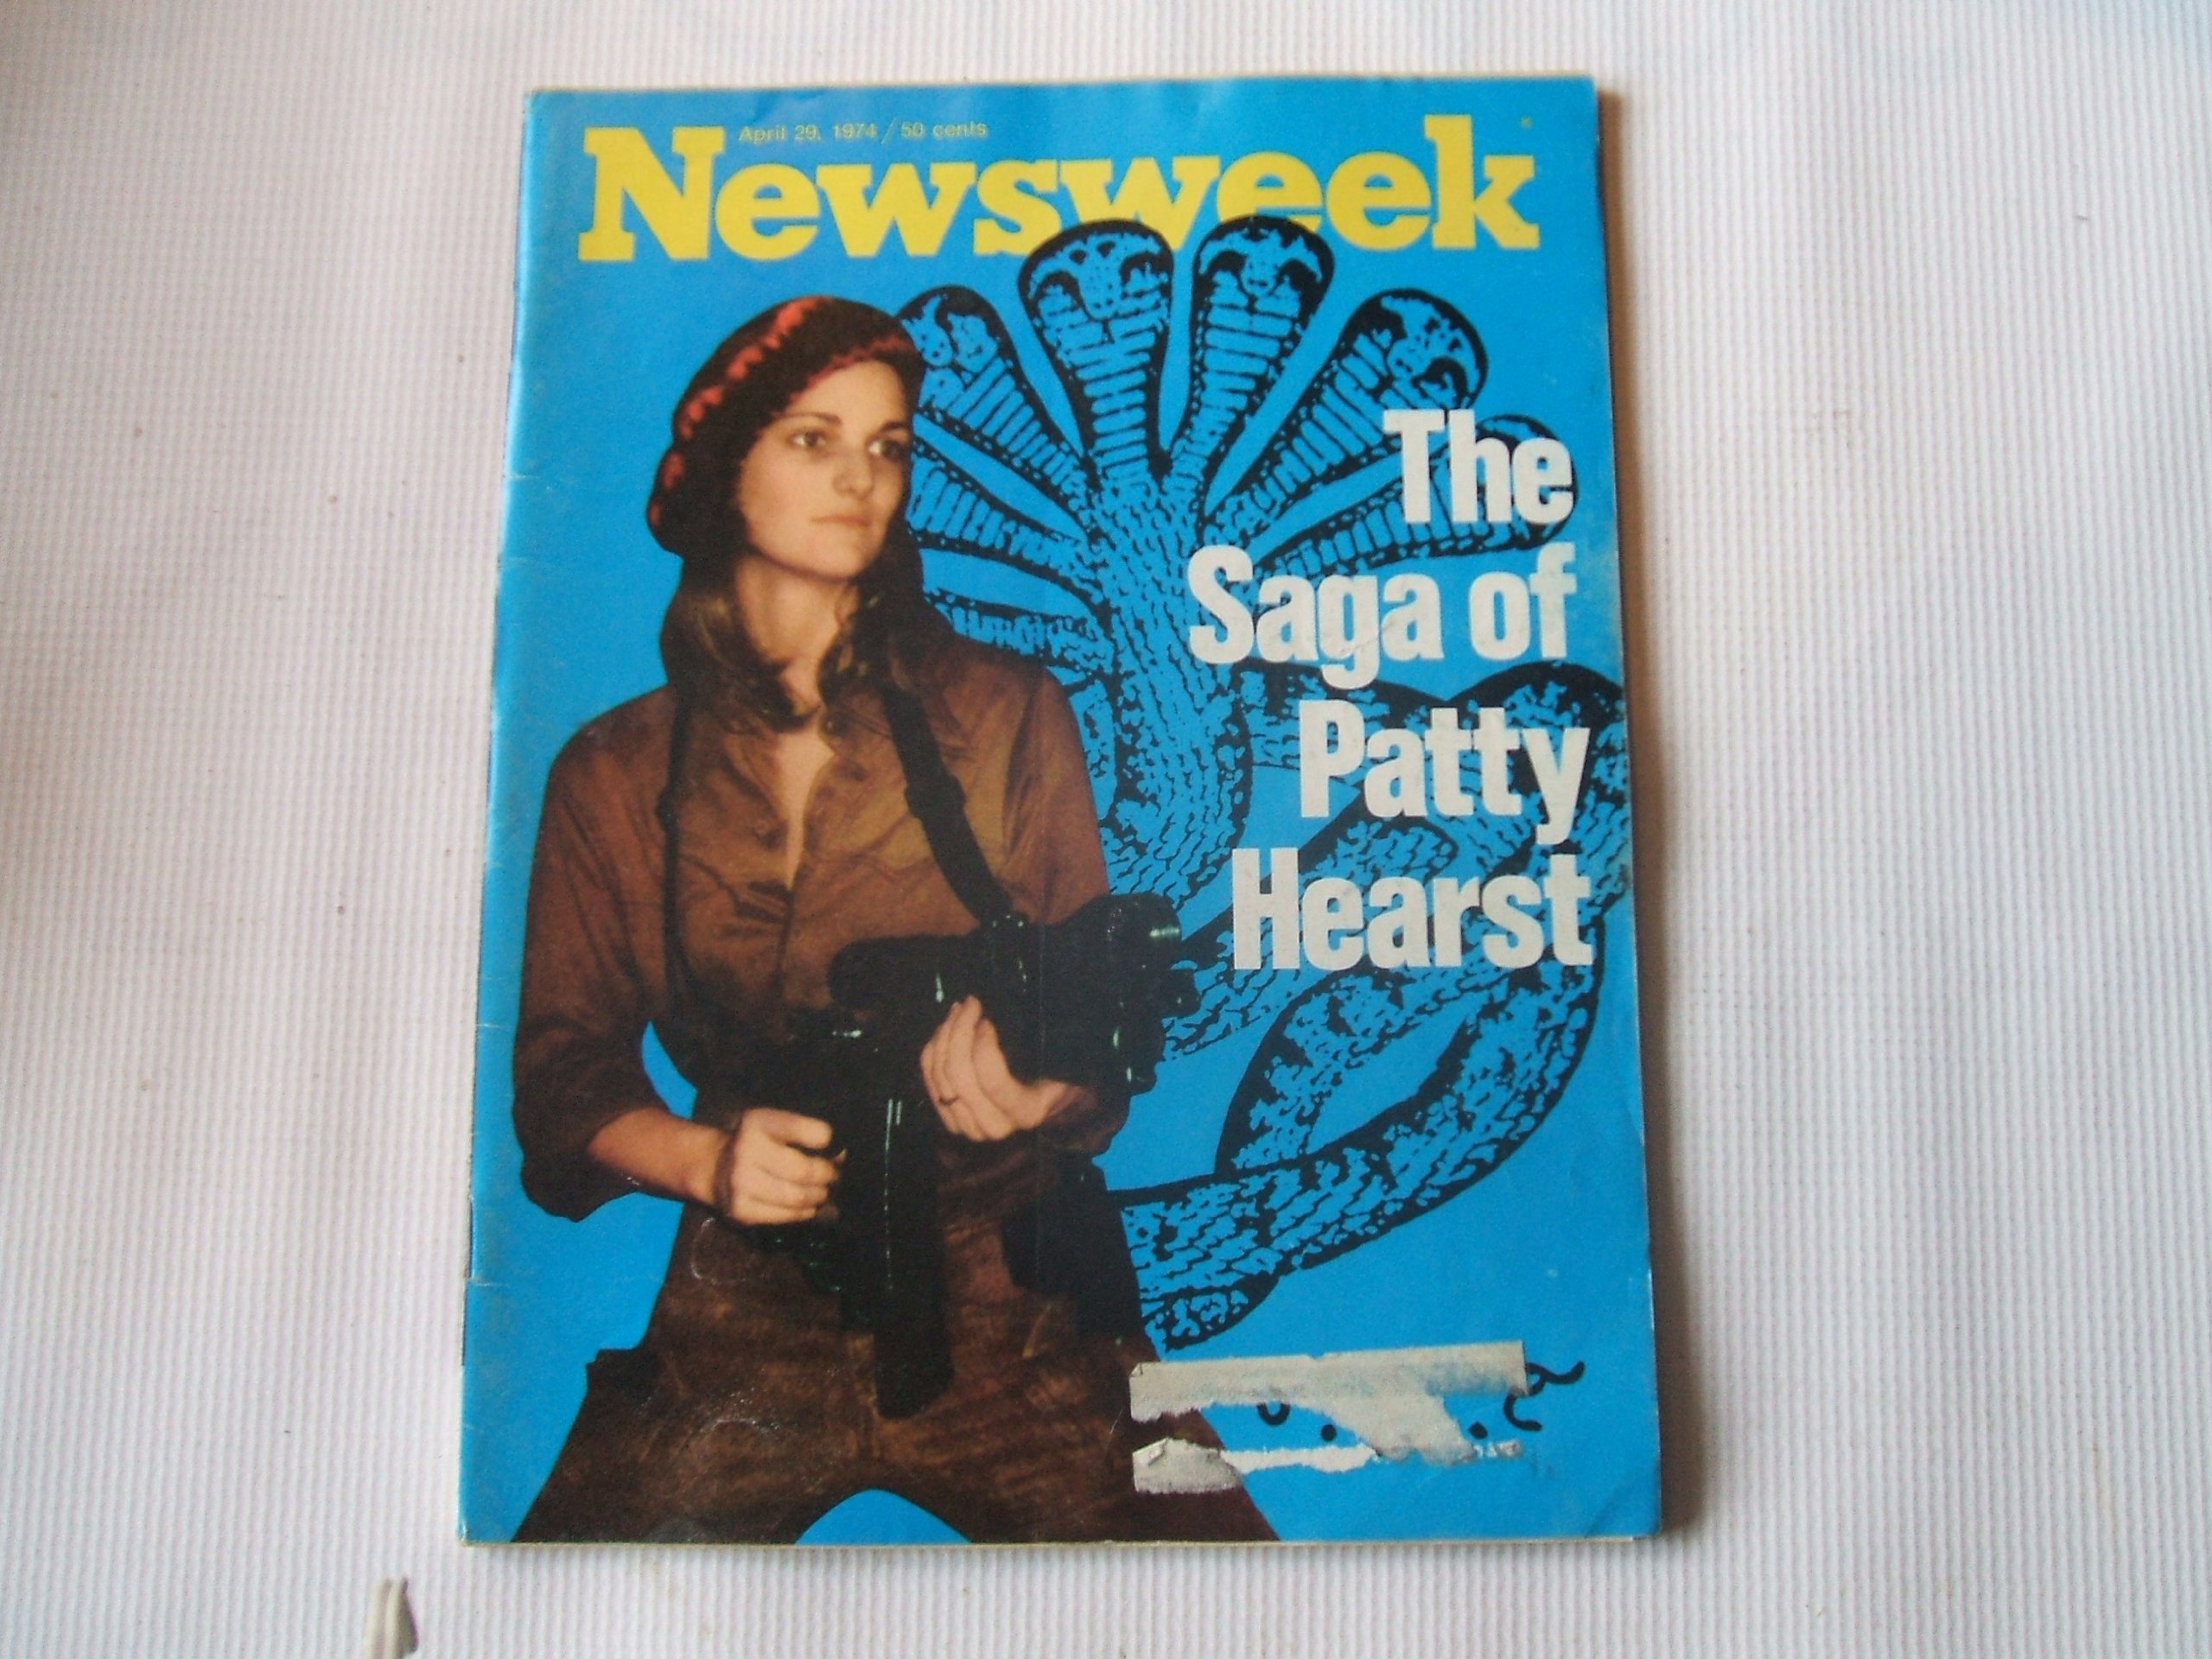 April 29, 1974 / 50 cents
Newsweek
The
Saga of
Patty
Hearst